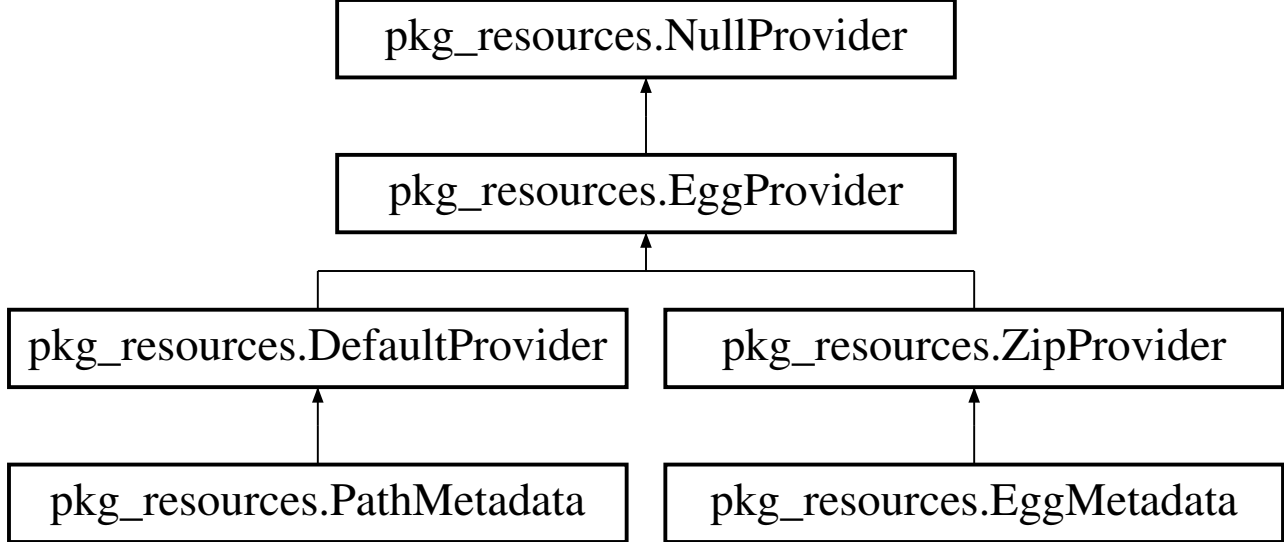 pkg_resources.NullProvider
pkg_resources.EggProvider
pkg_resources.DefaultProvider
pkg_resources.ZipProvider
pkg_resources.PathMetadata
pkg_resources.EggMetadata